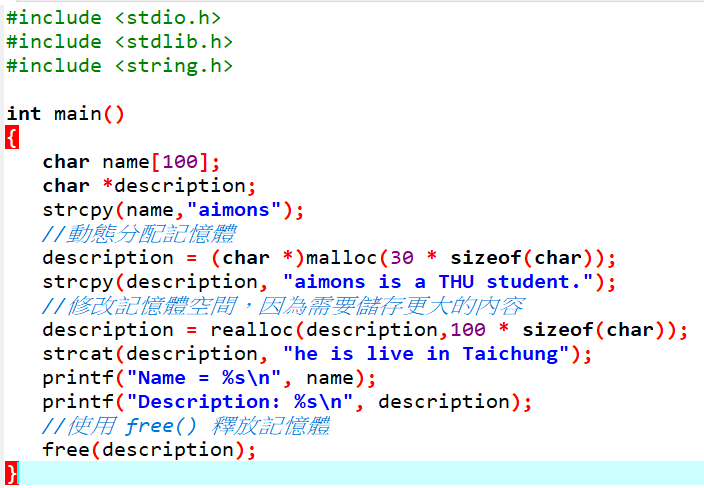 #include <stdio.h>
#include <stdlib.h>
#include <string.h>
int main()
{
char name[100];
char *description;
strcpy(name,"aimons");
//動態分配記憶體
description = (char *)malloc(30 * sizeof(char));
strcpy(description, "aimons is a THU student.");
//修改記憶體空間，因為需要儲存更大的內容
description = realloc(description,100 * sizeof(char));
strcat(description, "he is live in Taichung");
printf("Name = %s\n", name);
printf("Description: %s\n", description);
//使用 free() 釋放記憶體
free(description);
}